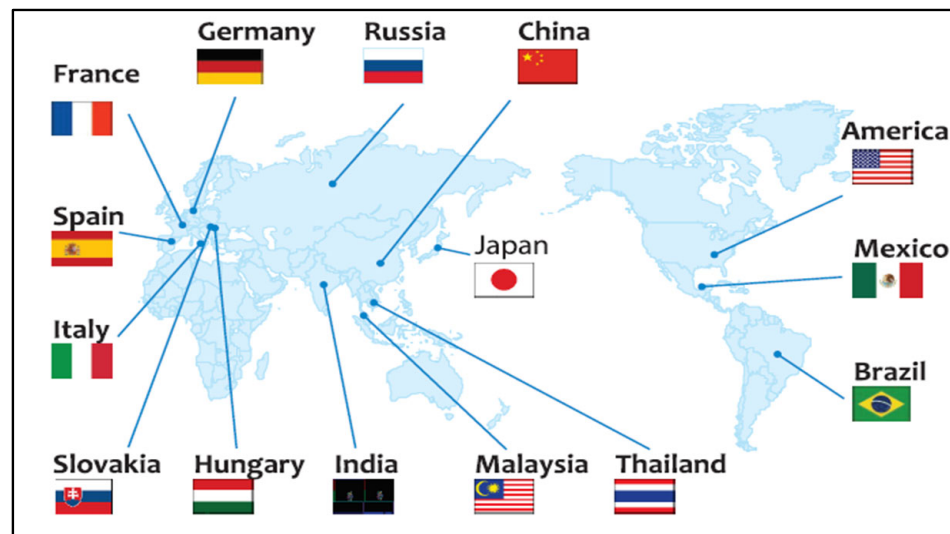 Germany
Russia
China
France
America
Spain
Japan
Mexico
Italy
Brazil
Slovakia
Hungary
India
Malaysia
Thailand